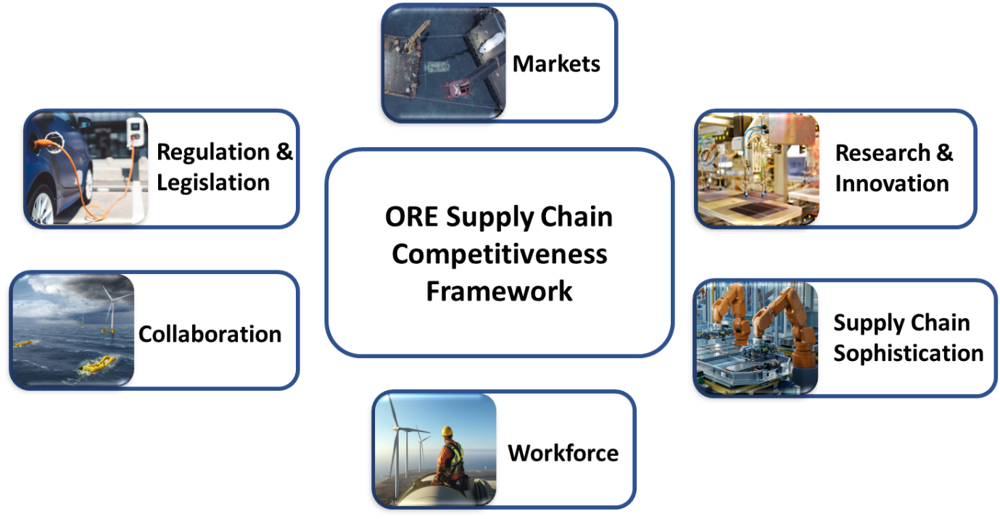 Markets
Regulation &
Legislation
Research &
Innovation
ORE Supply Chain
Competitiveness
Framework
Collaboration
Supply Chain
Sophistication
Workforce